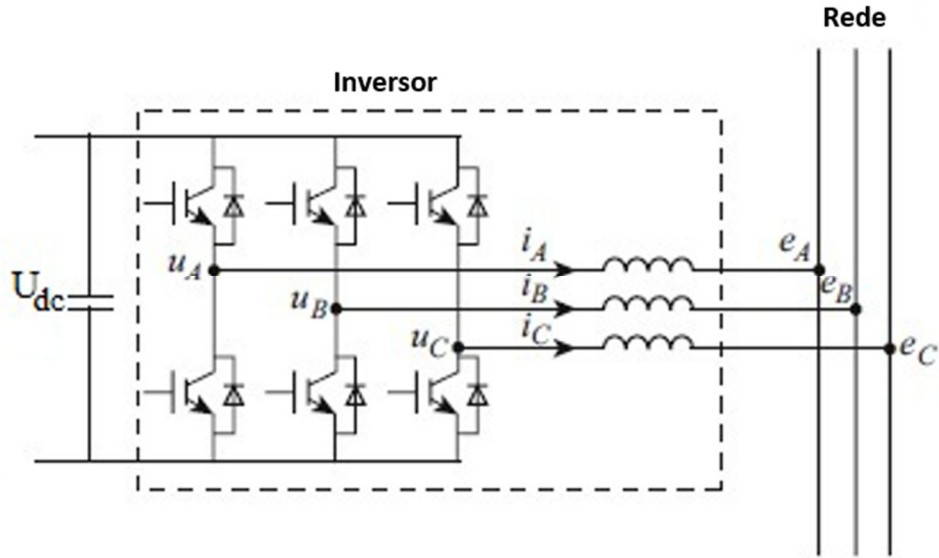 Rede
Inversor
u_A
i_A
e_A
U_dc
u_B
i_B
e_B
u_C
i_C
e_C